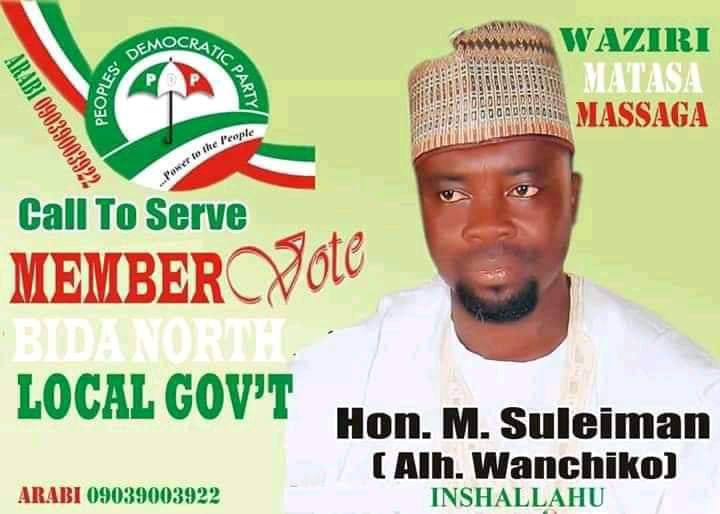 PEOPLES' DEMOCRATIC PARTY
P P
...Power to the People
ARABI 09039003922
Call To Serve
MEMBER Vote
BIDA NORTH
LOCAL GOV'T
ARABI 09039003922
WAZIRI
MATASA
MASSAGA
Hon. M. Suleiman
( Alh. Wanchiko)
INSHALLAHU